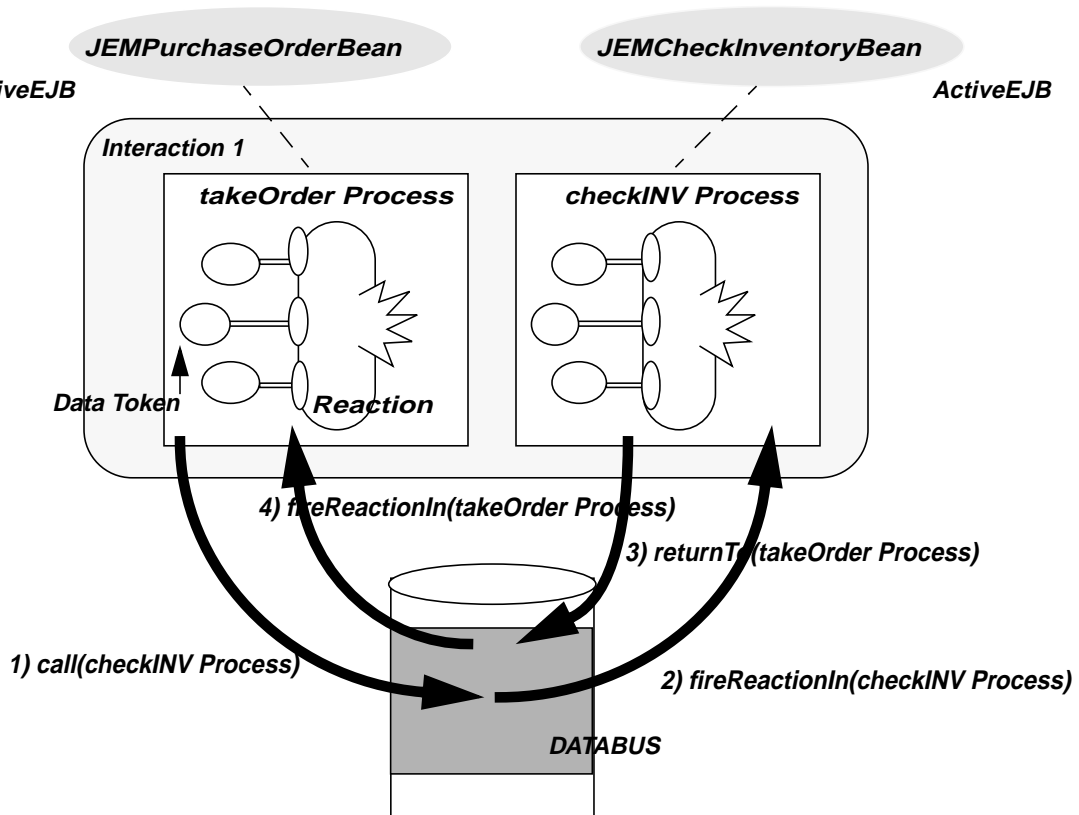 JEMPurchaseOrderBean
JEMCheckInventoryBean
iveEJB
ActiveEJB
Interaction 1
takeOrder Process
checkINV Process
Data Token
Reaction
4) fireReactionIn(takeOrder Process)
3) returnTo(takeOrder Process)
1) call(checkINV Process)
2) fireReactionIn(checkINV Process)
DATABUS